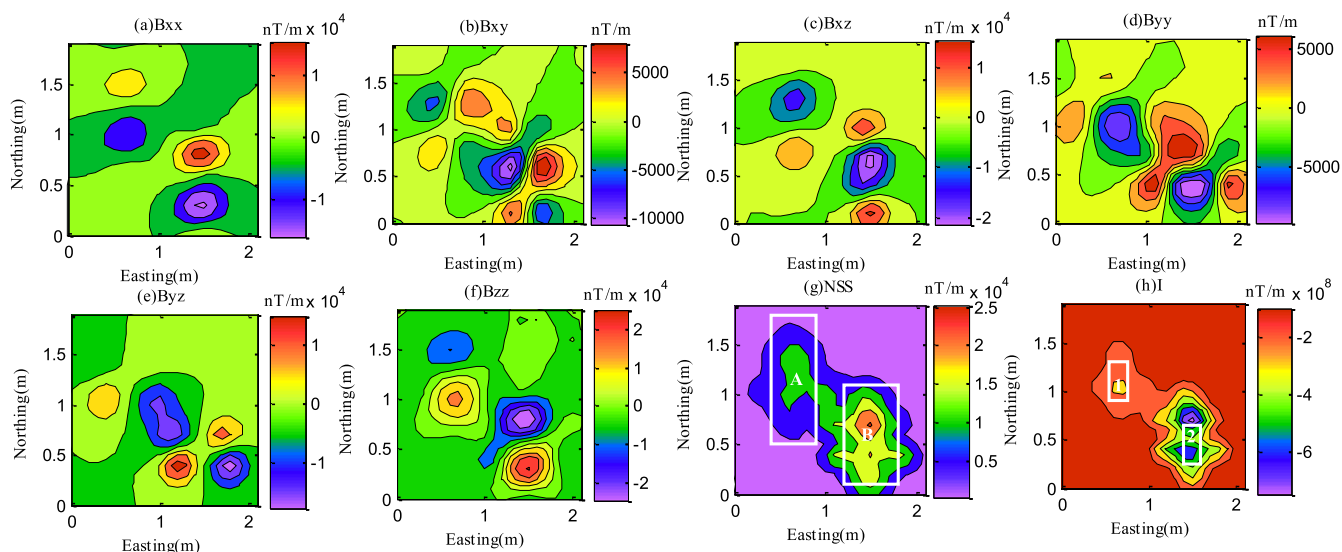 (a)Bxx
nT/m x 10^4
Northing(m)
1.5
1
0.5
0
0
1
2
Easting(m)
1
0
-1
(b)Bxy
nT/m
Northing(m)
1.5
1
0.5
0
0
1
2
Easting(m)
5000
0
-5000
-10000
(c)Bxz
nT/m x 10^4
Northing(m)
1.5
1
0.5
0
0
1
2
Easting(m)
1
0
-1
-2
(d)Byy
nT/m
Northing(m)
1.5
1
0.5
0
0
1
2
Easting(m)
5000
0
-5000
(e)Byz
nT/m x 10^4
Northing(m)
1.5
1
0.5
0
0
1
2
Easting(m)
1
0
-1
(f)Bzz
nT/m x 10^4
Northing(m)
1.5
1
0.5
0
0
1
2
Easting(m)
2
1
0
-1
-2
(g)NSS
nT/m x 10^4
Northing(m)
1.5
1
0.5
0
0
1
2
Easting(m)
A
B
2.5
2.0
1.5
1.0
0.5
(h)I
nT/m x 10^8
Northing(m)
1.5
1
0.5
0
0
1
2
Easting(m)
1
2
-2
-4
-6